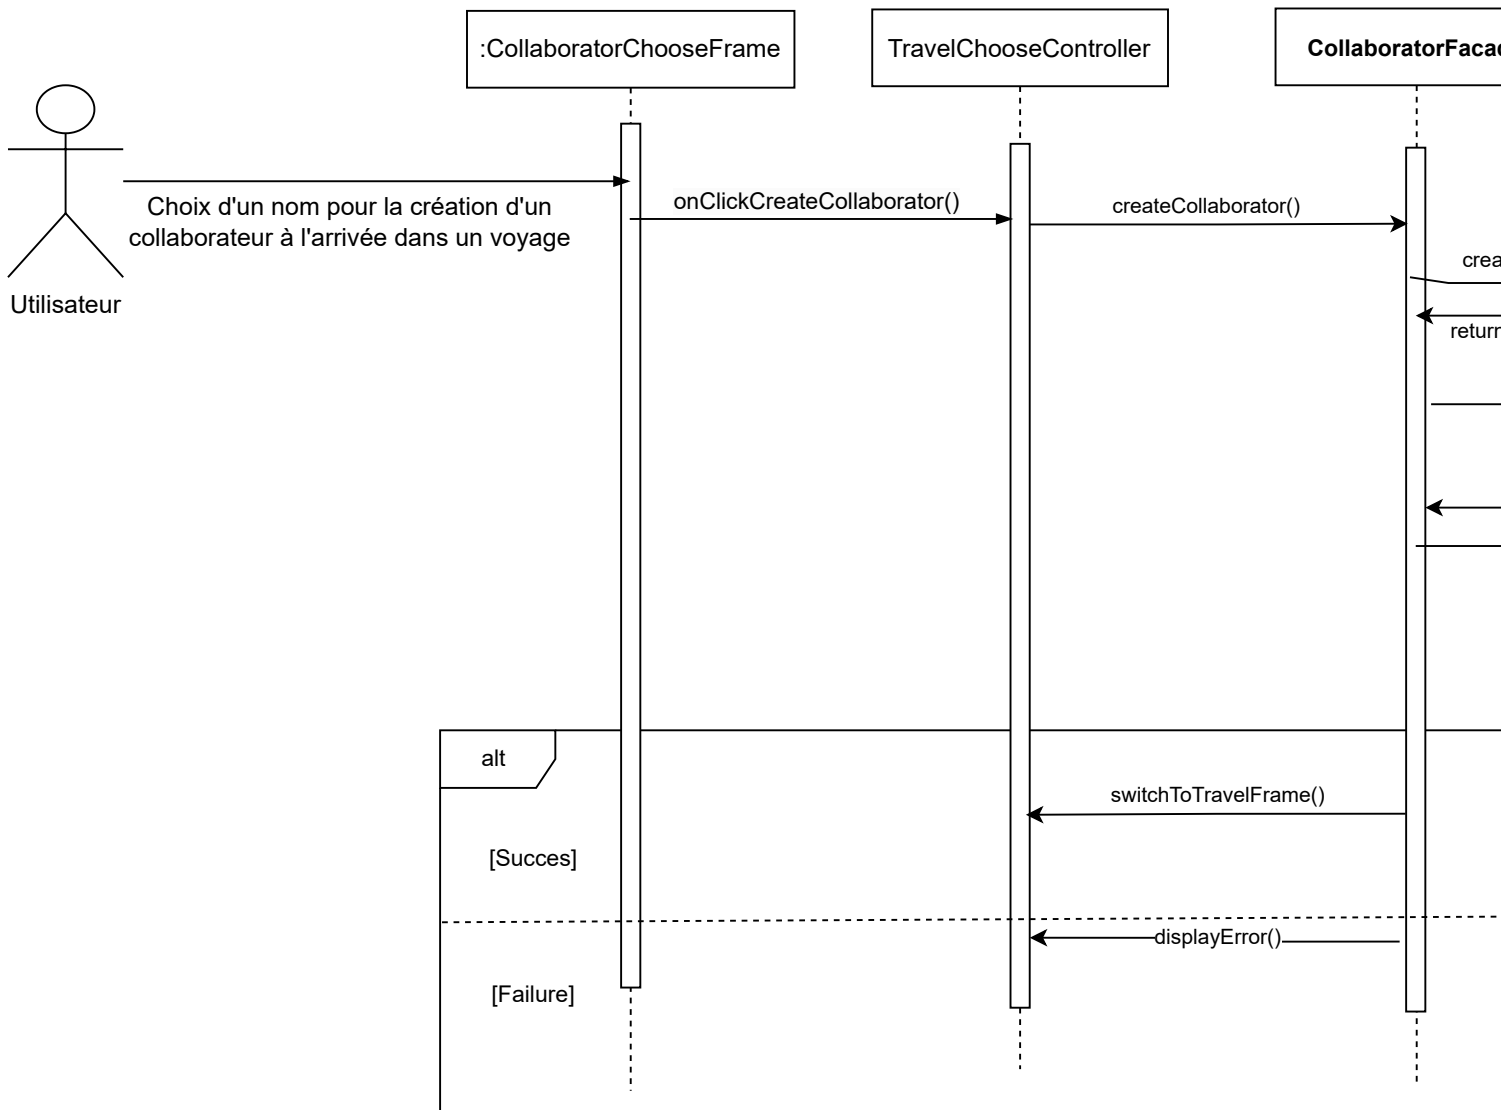 :CollaboratorChooseFrame
TravelChooseController
Utilisateur
Choix d'un nom pour la création d'un
collaborateur à l'arrivée dans un voyage
onClickCreateCollaborator()
createCollaborator()
return
alt
switchToTravelFrame()
[Succes]
displayError()
[Failure]